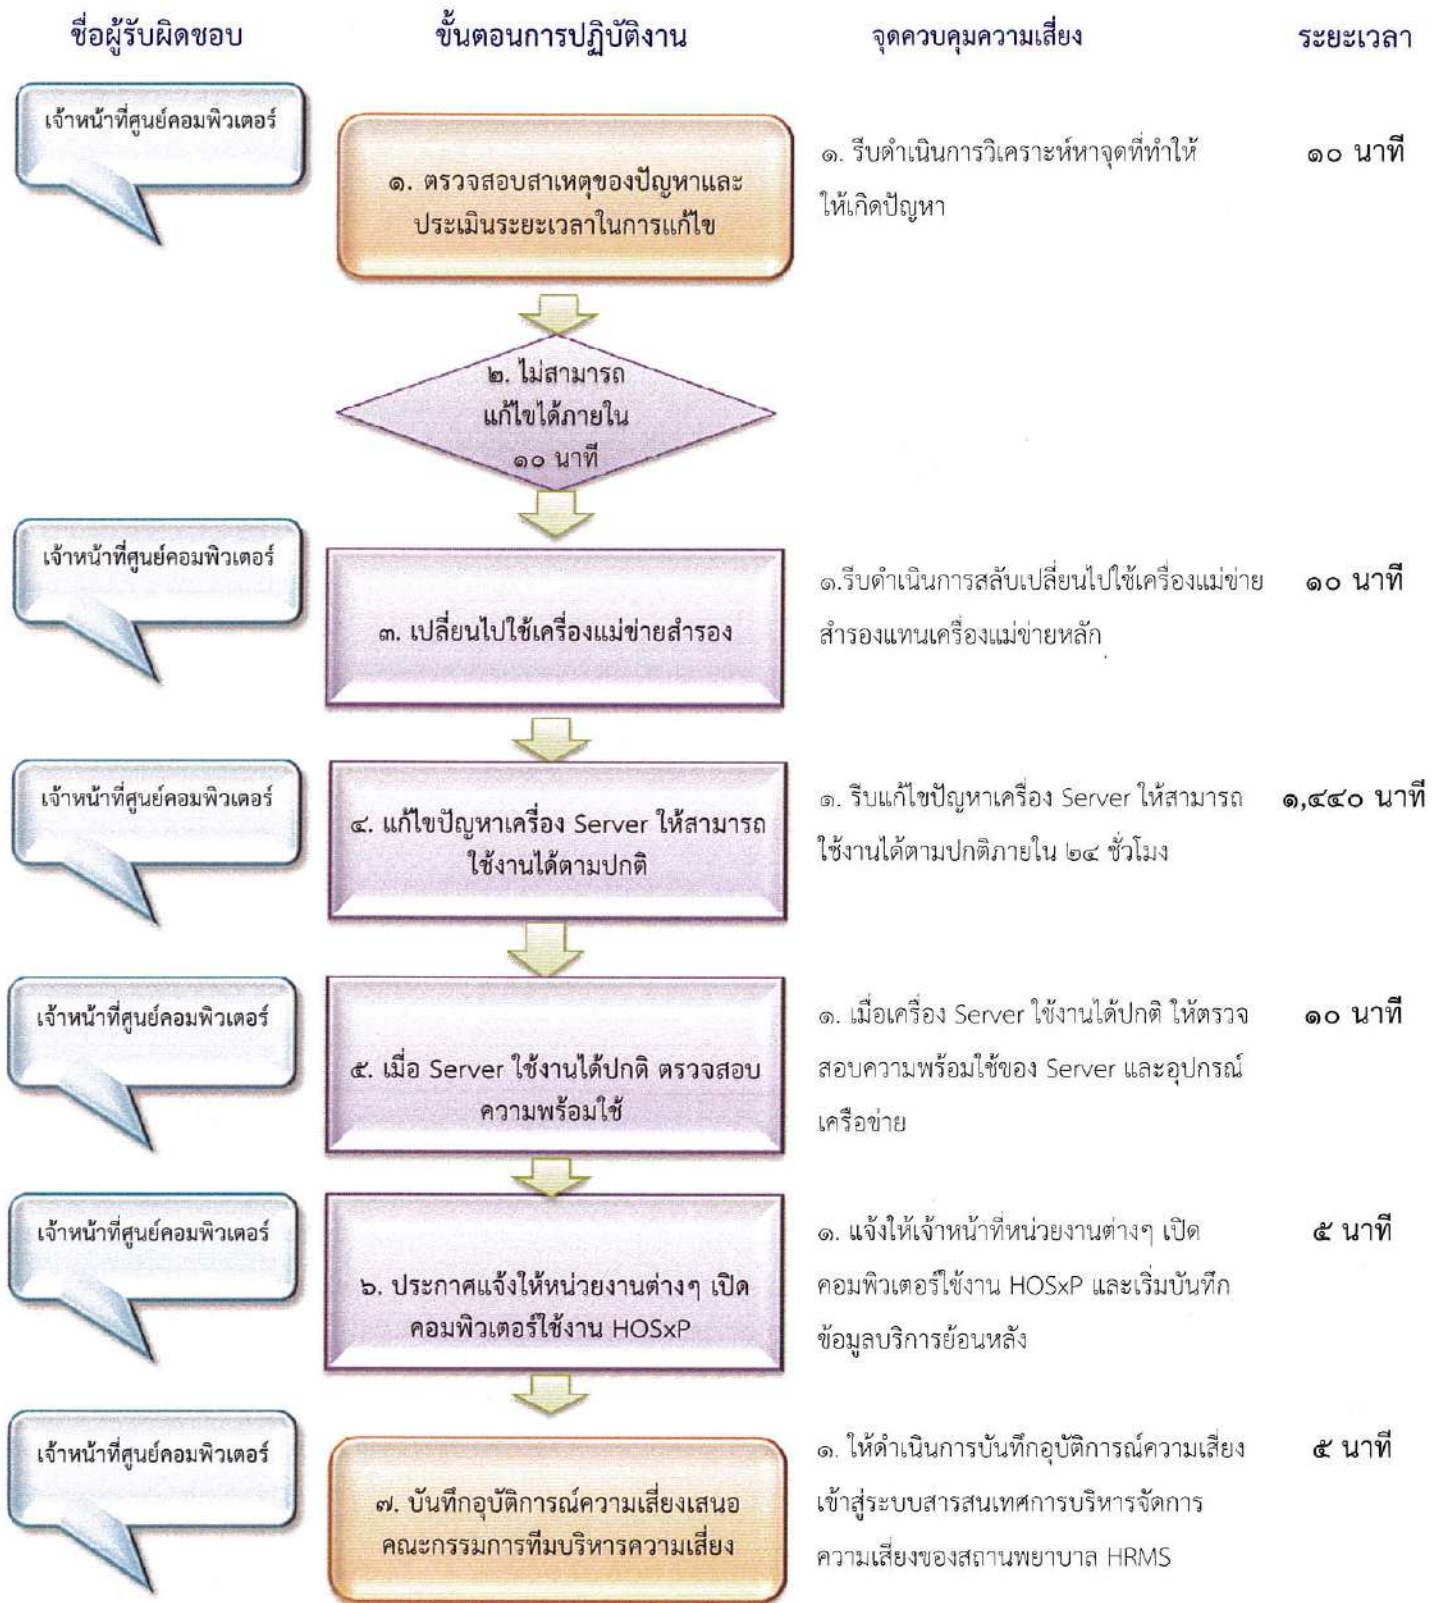 ชื่อผู้รับผิดชอบ
ขั้นตอนการปฏิบัติงาน
จุดควบคุมความเสี่ยง
ระยะเวลา
เจ้าหน้าที่ศูนย์คอมพิวเตอร์
๑. ตรวจสอบสาเหตุของปัญหาและ
ประเมินระยะเวลาในการแก้ไข
๑. รีบดำเนินการวิเคราะห์หาจุดที่ทำให้
ให้เกิดปัญหา
๑๐ นาที
๒. ไม่สามารถ
แก้ไขได้ภายใน
๑๐ นาที
เจ้าหน้าที่ศูนย์คอมพิวเตอร์
๓. เปลี่ยนไปใช้เครื่องแม่ข่ายสำรอง
๑.รีบดำเนินการสลับเปลี่ยนไปใช้เครื่องแม่ข่าย
สำรองแทนเครื่องแม่ข่ายหลัก
๑๐ นาที
เจ้าหน้าที่ศูนย์คอมพิวเตอร์
๔. แก้ไขปัญหาเครื่อง Server ให้สามารถ
ใช้งานได้ตามปกติ
๑. รีบแก้ไขปัญหาเครื่อง Server ให้สามารถ
ใช้งานได้ตามปกติภายใน ๒๔ ชั่วโมง
๑,๔๔๐ นาที
เจ้าหน้าที่ศูนย์คอมพิวเตอร์
๕. เมื่อ Server ใช้งานได้ปกติ ตรวจสอบ
ความพร้อมใช้
๑. เมื่อเครื่อง Server ใช้งานได้ปกติ ให้ตรวจ
สอบความพร้อมใช้ของ Server และอุปกรณ์
เครือข่าย
๑๐ นาที
เจ้าหน้าที่ศูนย์คอมพิวเตอร์
๖. ประกาศแจ้งให้หน่วยงานต่างๆ เปิด
คอมพิวเตอร์ใช้งาน HOSxP
๑. แจ้งให้เจ้าหน้าที่หน่วยงานต่างๆ เปิด
คอมพิวเตอร์ใช้งาน HOSxP และเริ่มบันทึก
ข้อมูลบริการย้อนหลัง
๕ นาที
เจ้าหน้าที่ศูนย์คอมพิวเตอร์
๗. บันทึกอุบัติการณ์ความเสี่ยงเสนอ
คณะกรรมการทีมบริหารความเสี่ยง
๑. ให้ดำเนินการบันทึกอุบัติการณ์ความเสี่ยง
เข้าสู่ระบบสารสนเทศการบริหารจัดการ
ความเสี่ยงของสถานพยาบาล HRMS
๕ นาที